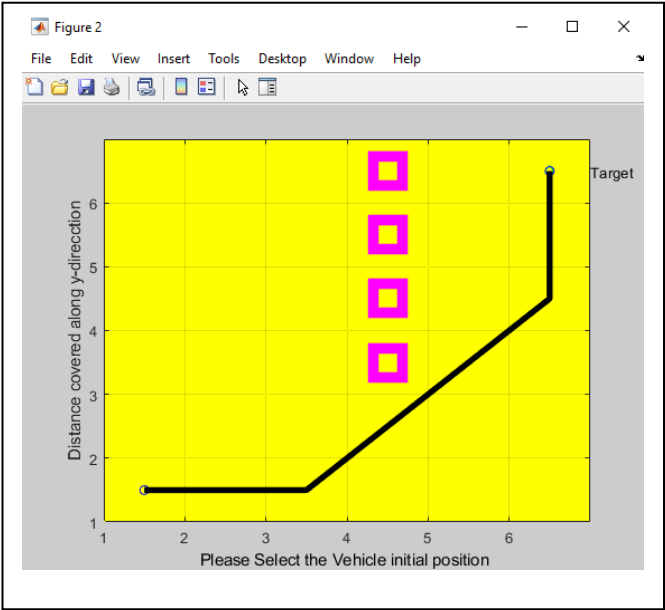 Figure 2
File Edit View Insert Tools Desktop Window Help
Target
Distance covered along y-direcction
6
5
4
3
2
1
1 2 3 4 5 6
Please Select the Vehicle initial position